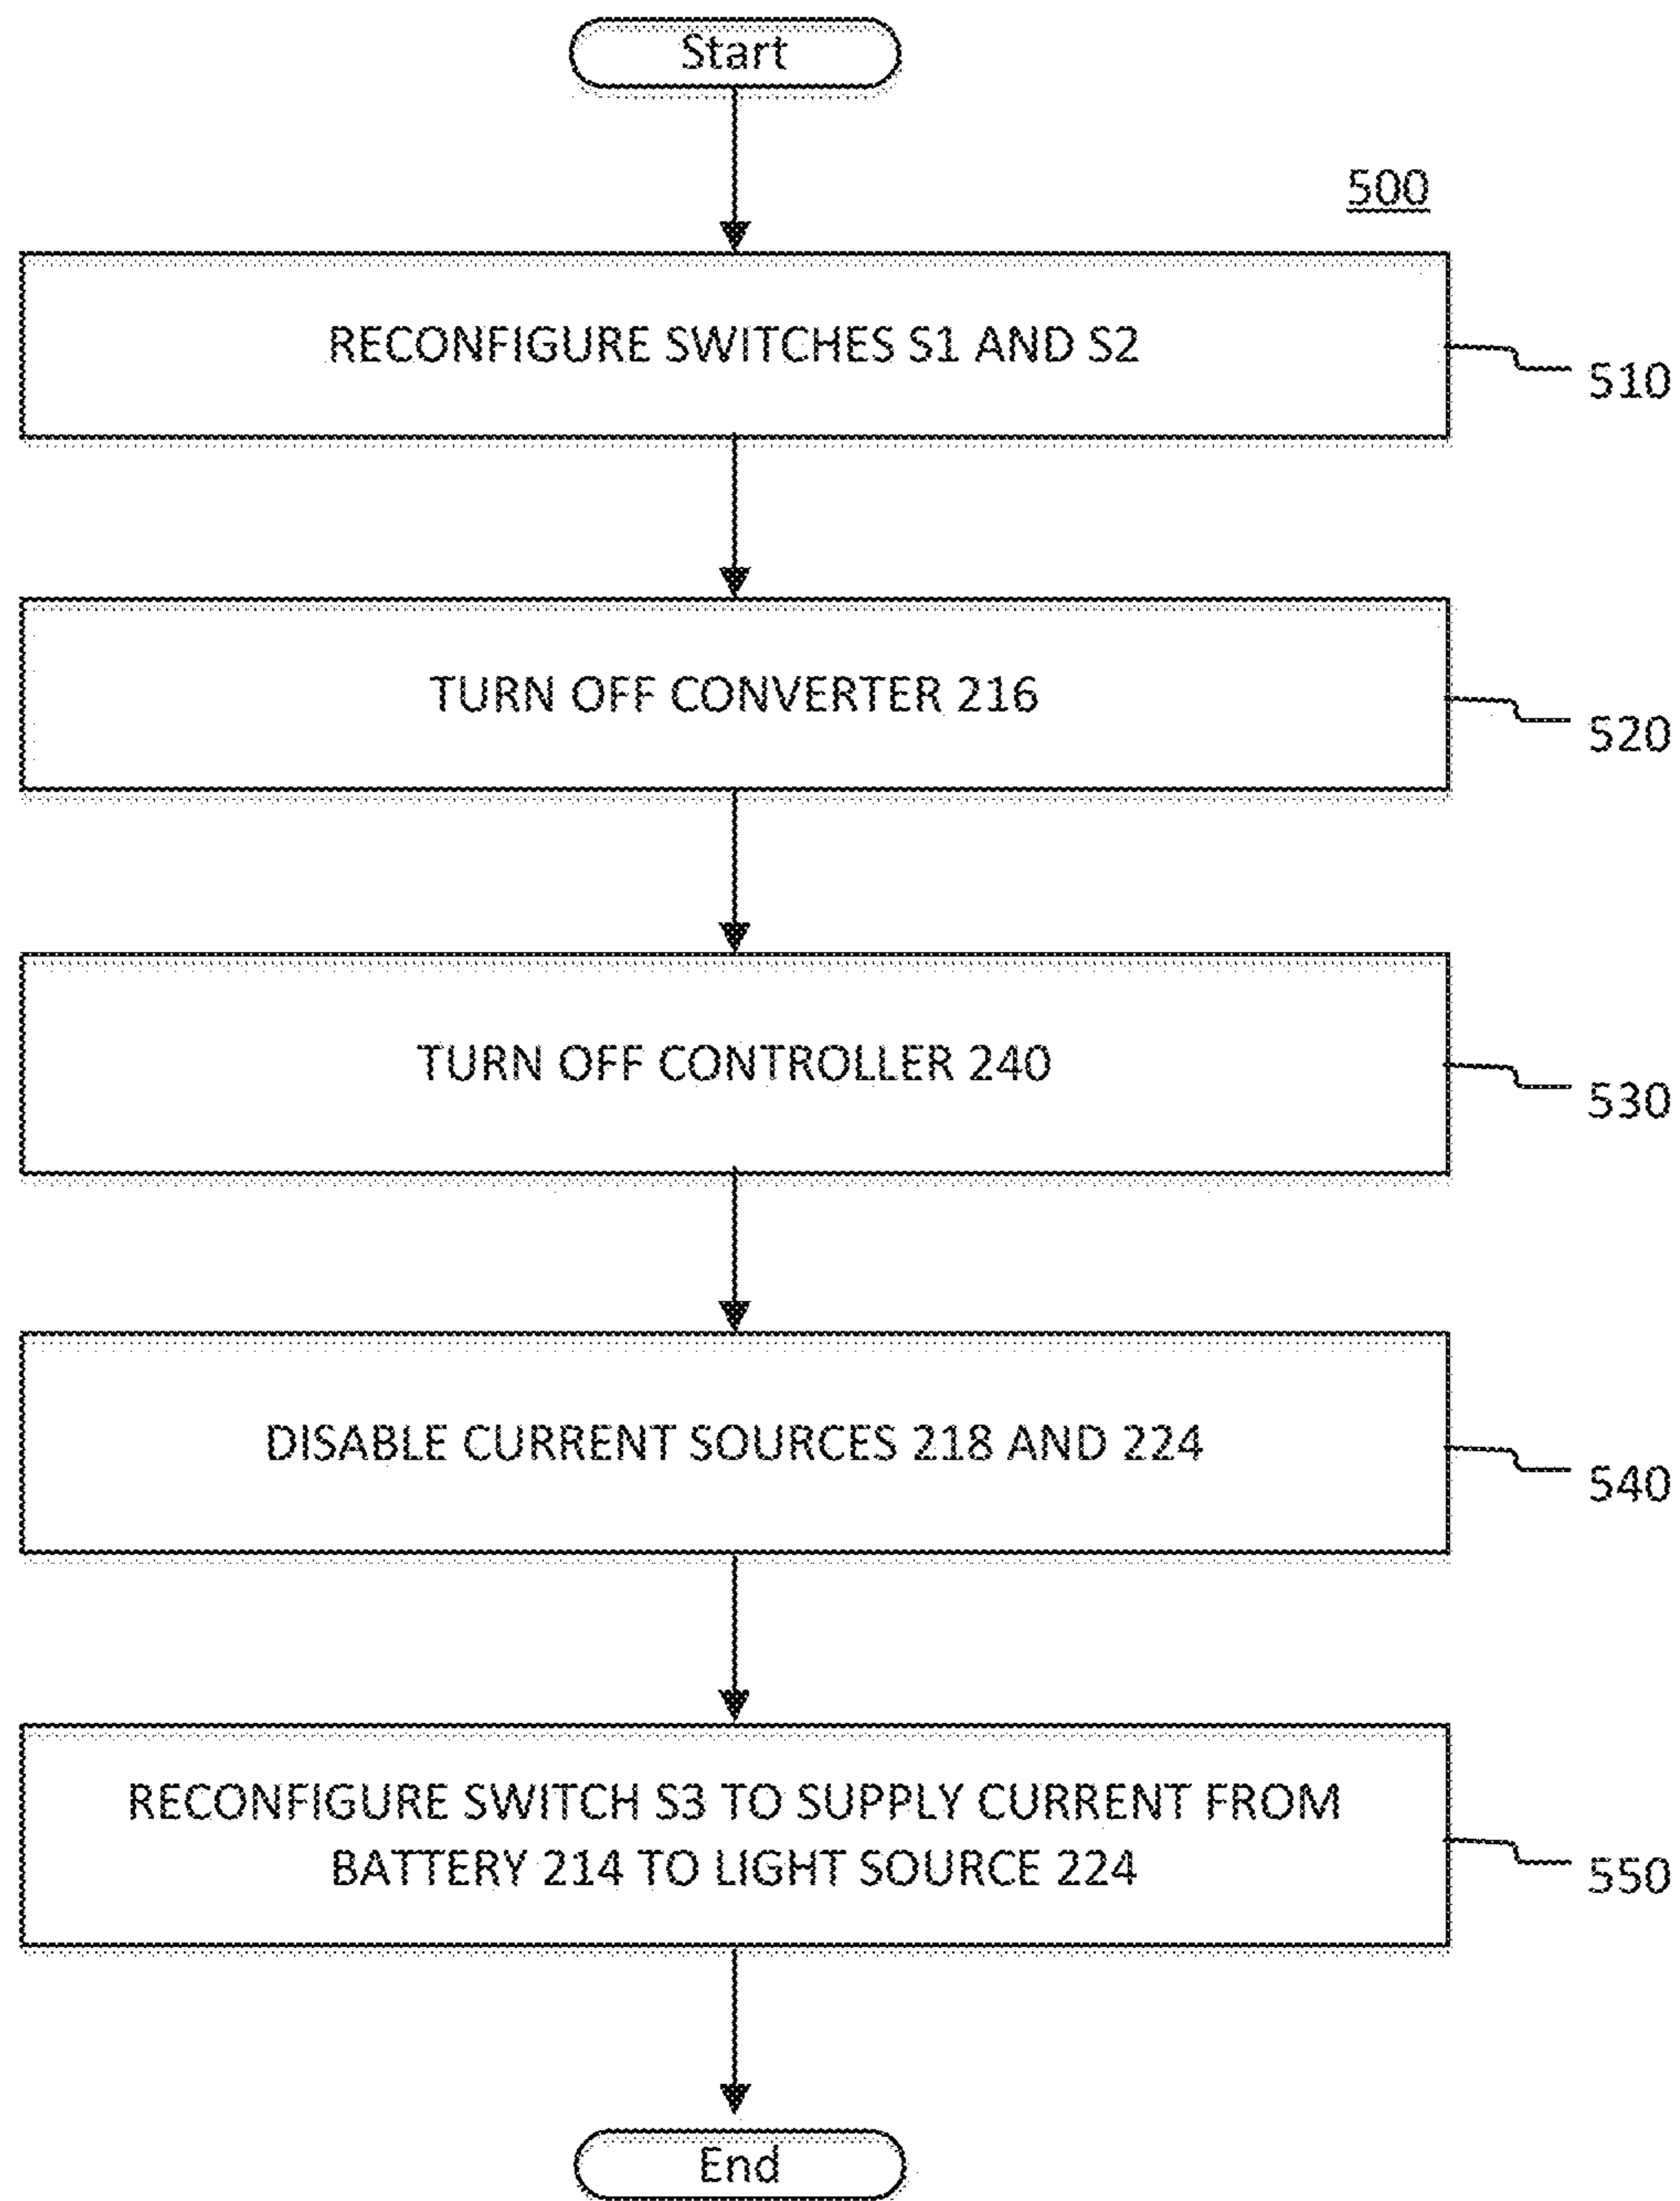 Start
500
RECONFIGURE SWITCHES S1 AND S2
510
TURN OFF CONVERTER 216
520
TURN OFF CONTROLLER 240
530
DISABLE CURRENT SOURCES 218 AND 224
540
RECONFIGURE SWITCH S3 TO SUPPLY CURRENT FROM
BATTERY 214 TO LIGHT SOURCE 224
550
End